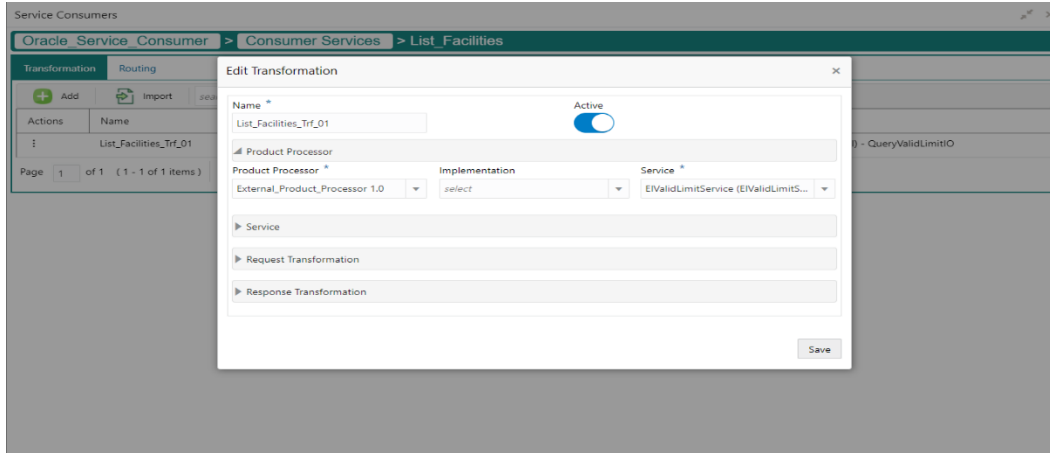 Service Consumers
Oracle_Service_Consumer > Consumer Services > List_Facilities
Transformation Routing
Edit Transformation
Add Import
Name * Active
List_Facilities_Trf_01
Actions Name
List_Facilities_Trf_01 - QueryValidLimitIO
Product Processor
Page 1 of 1 ( 1 - 1 of 1 items )
Product Processor * Implementation Service *
External_Product_Processor 1.0 select EIValidLimitService (EIValidLimitS...
Service
Request Transformation
Response Transformation
Save